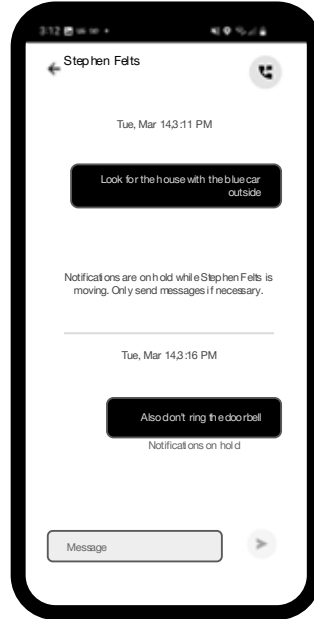 3:12
Stephen Felts
Tue, Mar 14,3:11 PM
Look for the house with the blue car
outside
Notifications are on hold while Stephen Felts is
moving. Only send messages if necessary.
Tue, Mar 14,3:16 PM
Also don't ring the doorbell
Notifications on hold
Message